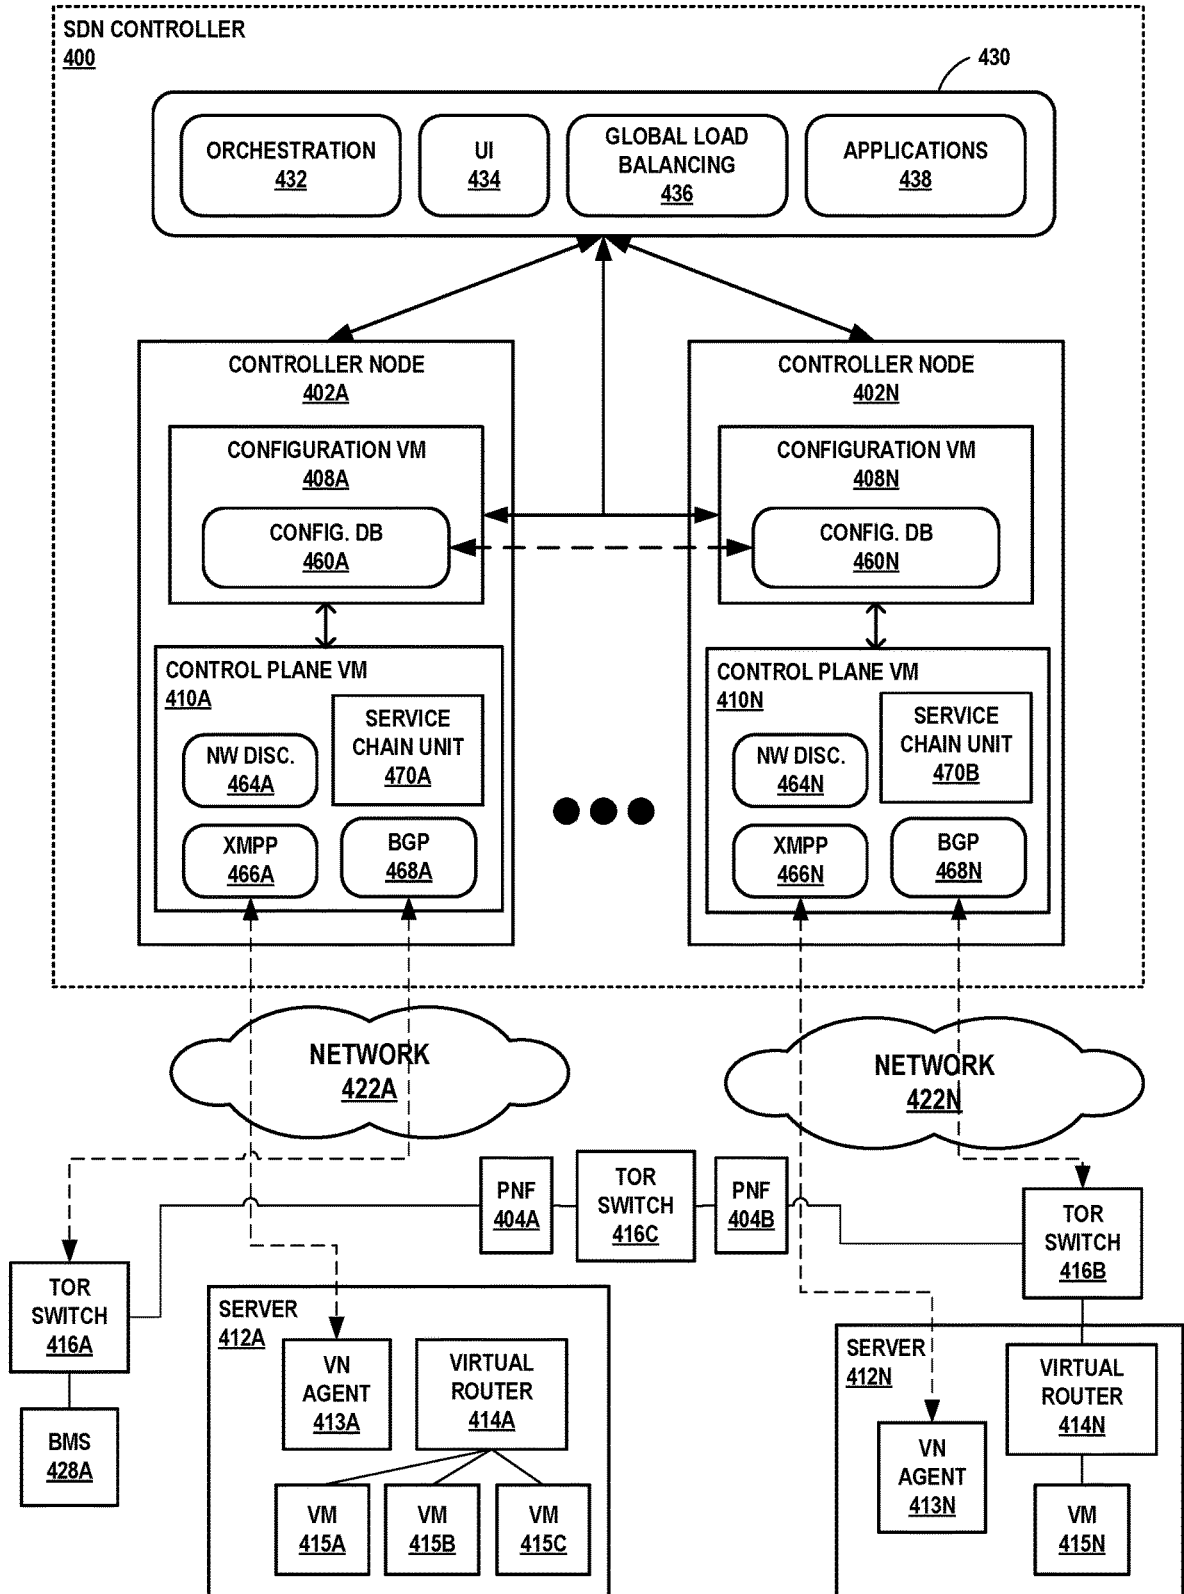 SDN CONTROLLER
400
430
ORCHESTRATION
432
UI
434
GLOBAL LOAD
BALANCING
436
APPLICATIONS
438
CONTROLLER NODE
402A
CONFIGURATION VM
408A
CONFIG. DB
460A
CONTROL PLANE VM
410A
SERVICE
CHAIN UNIT
470A
NW DISC.
464A
XMPP
466A
BGP
468A
CONTROLLER NODE
402N
CONFIGURATION VM
408N
CONFIG. DB
460N
CONTROL PLANE VM
410N
SERVICE
CHAIN UNIT
470B
NW DISC.
464N
XMPP
466N
BGP
468N
NETWORK
422A
NETWORK
422N
PNF
404A
TOR
SWITCH
416C
PNF
404B
TOR
SWITCH
416B
TOR
SWITCH
416A
BMS
428A
SERVER
412A
VN
AGENT
413A
VIRTUAL
ROUTER
414A
VM
415A
VM
415B
VM
415C
SERVER
412N
VIRTUAL
ROUTER
414N
VN
AGENT
413N
VM
415N